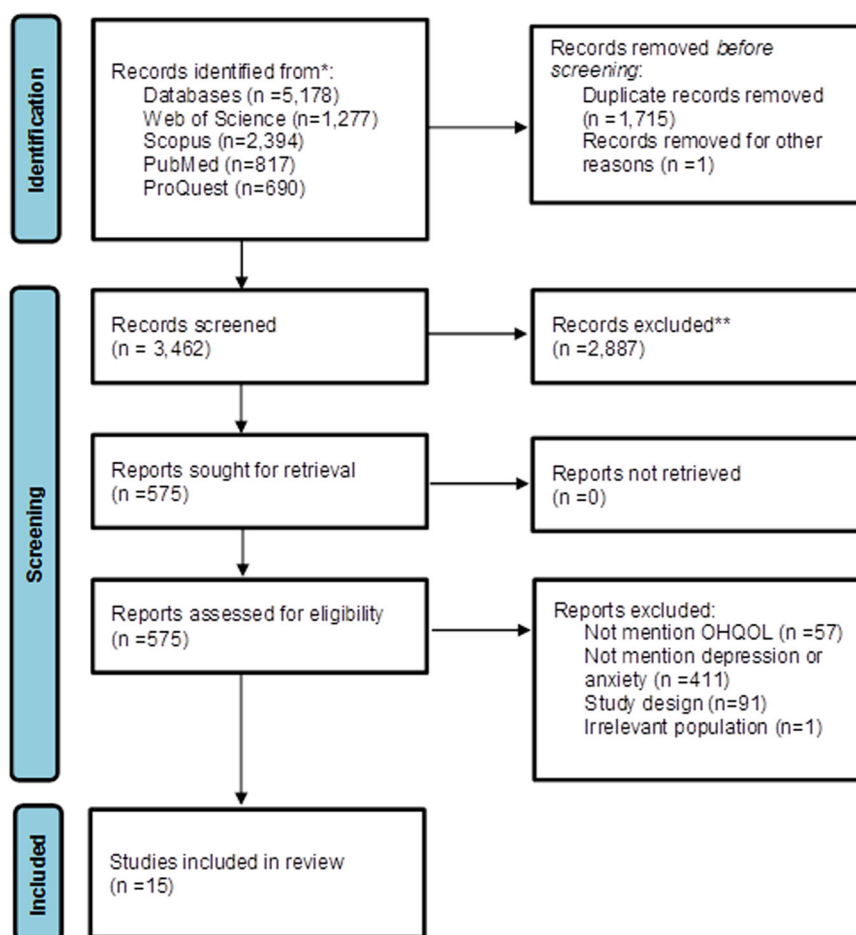 Identification
Records identified from*:
Databases (n =5,178)
Web of Science (n=1,277)
Scopus (n=2,394)
PubMed (n=817)
ProQuest (n=690)
Records removed before
screening:
Duplicate records removed
(n =1,715)
Records removed for other
reasons (n =1)
Screening
Records screened
(n = 3,462)
Records excluded**
(n =2,887)
Reports sought for retrieval
(n =575)
Reports not retrieved
(n =0)
Reports assessed for eligibility
(n =575)
Reports excluded:
Not mention OHQOL (n =57)
Not mention depression or
anxiety (n =411)
Study design (n=91)
Irrelevant population (n=1)
Included
Studies included in review
(n =15)